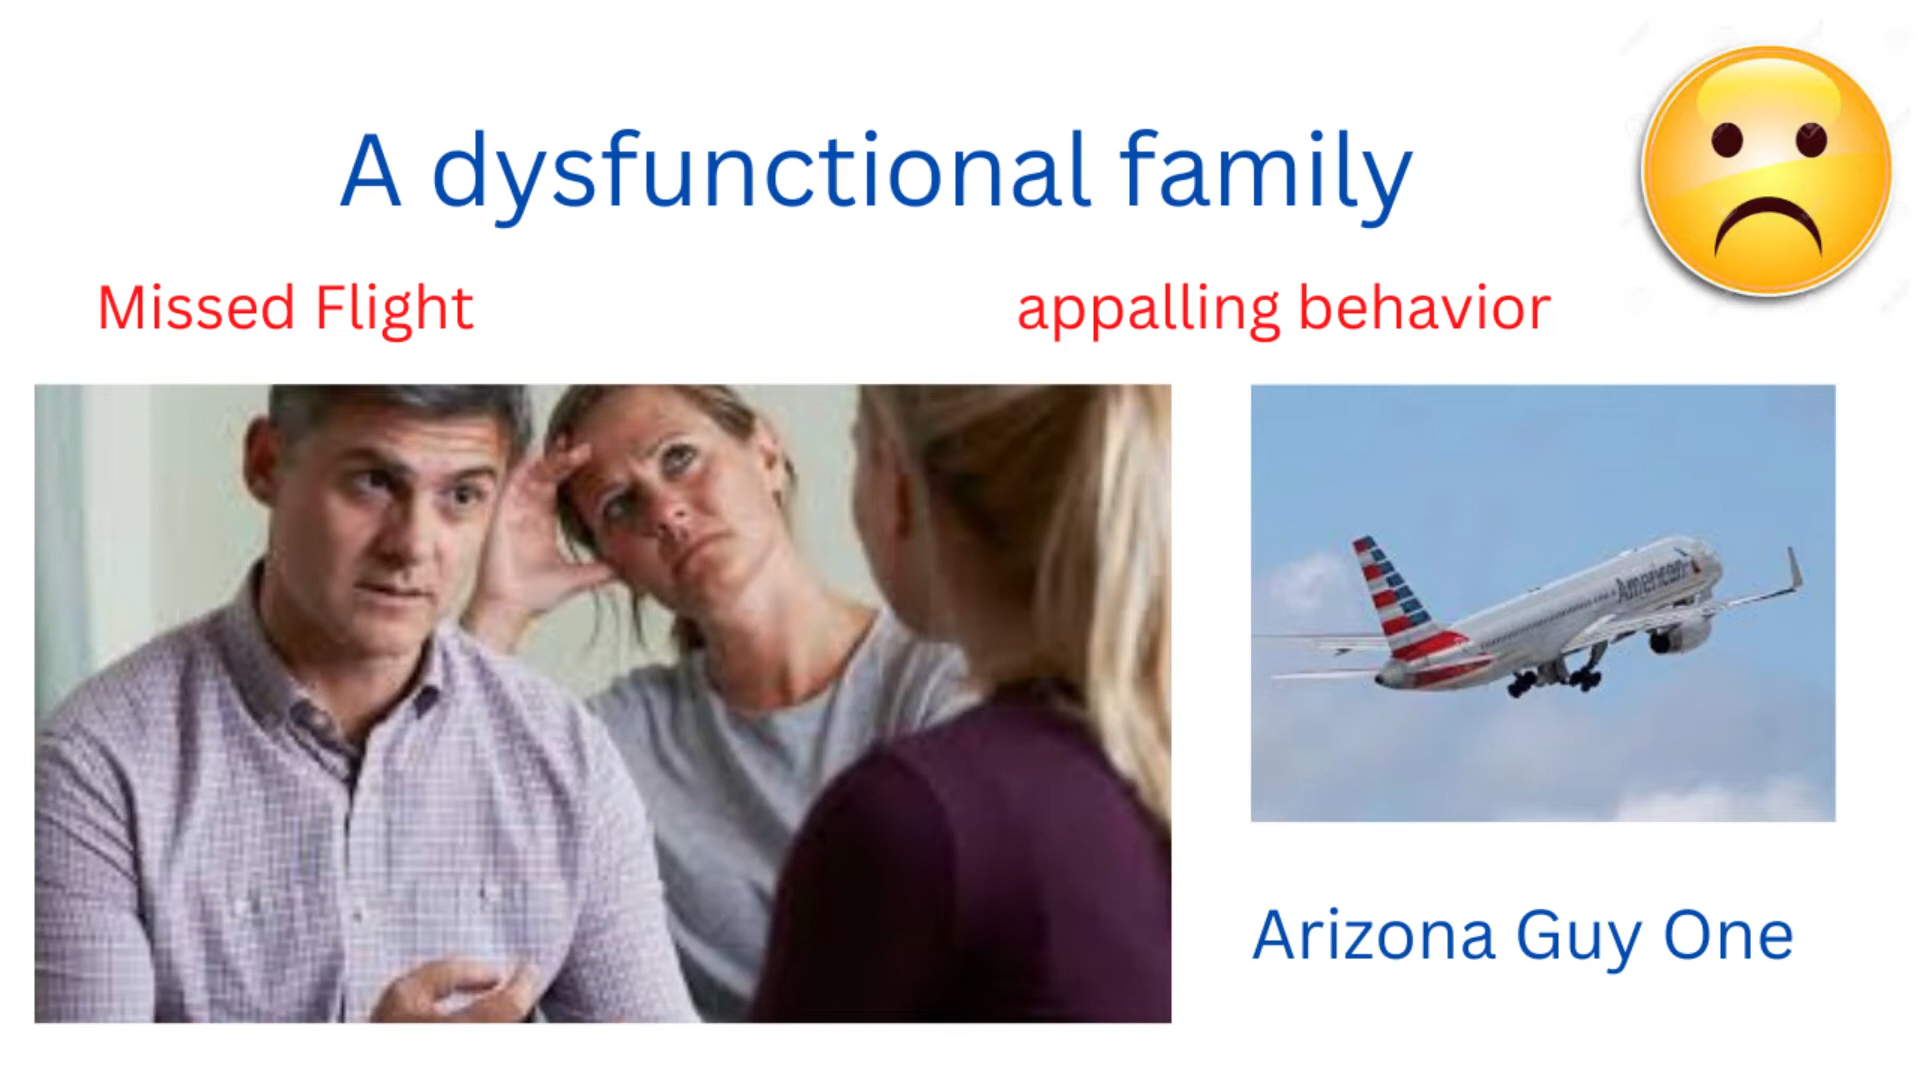 A dysfunctional family
Missed Flight
appalling behavior
American
Arizona Guy One